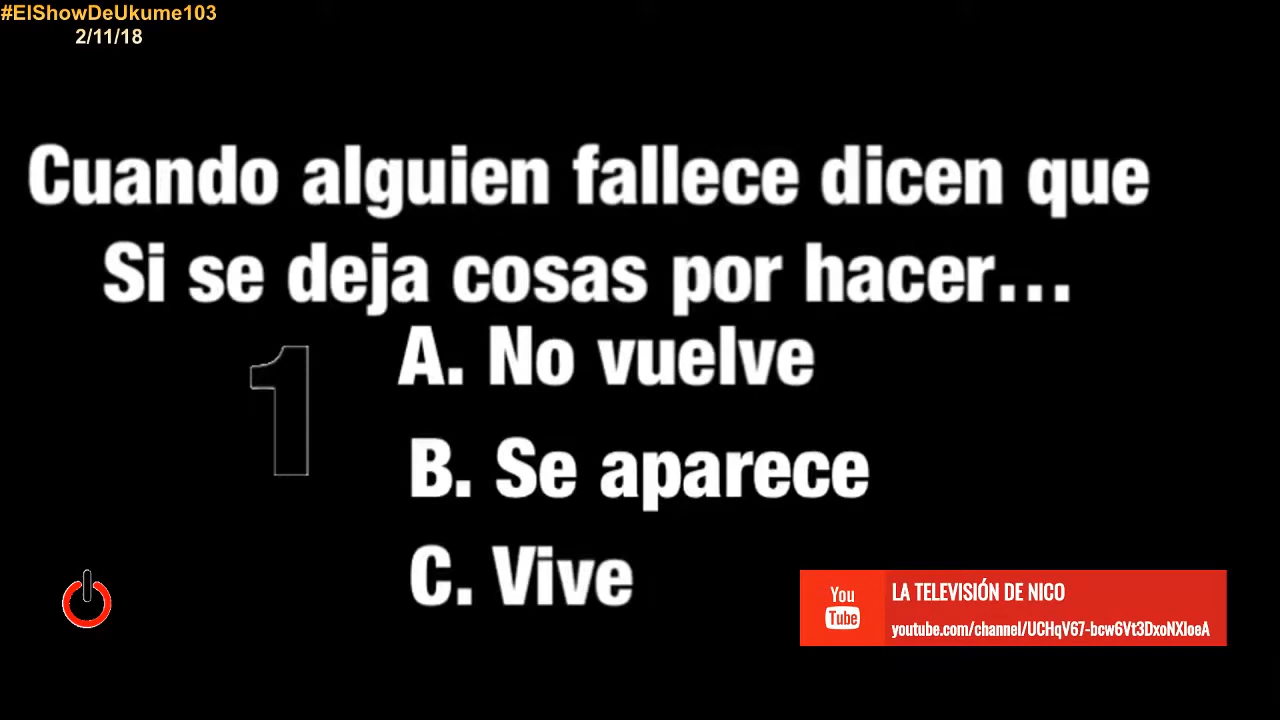 #ElShowDeUkume103
2/11/18
Cuando alguien fallece dicen que
Si se deja cosas por hacer...
1
A. No vuelve
B. Se aparece
C. Vive
You
Tube
LA TELEVISIÓN DE NICO
youtube.com/channel/UCHqV67-bcw6Vt3DxoNXIoeA